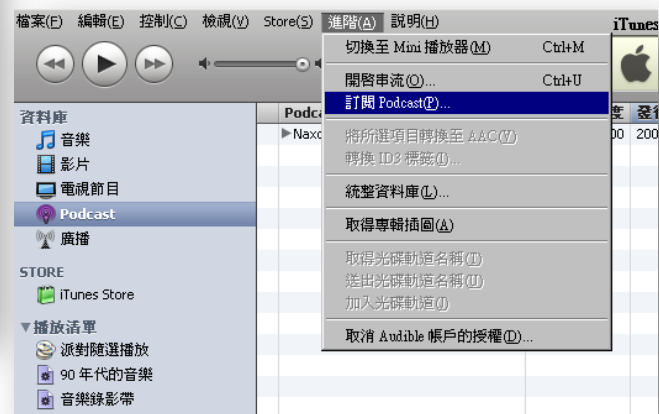 檔案(F) 編輯(E) 控制(C) 檢視(V) Store(S) 進階(A) 說明(H)
iTunes
切換至 Mini 播放器(M) Ctrl+M
開啓串流(O)... Ctrl+U
訂閱 Podcast(P)...
將所選項目轉換至 AAC(V)
轉換 ID3 標籤(I)...
統整資料庫(L)...
取得專輯插圖(A)
取得光碟軌道名稱(T)
送出光碟軌道名稱(U)
加入光碟軌道(J)
取消 Audible 帳戶的授權(D)...
資料庫
音樂
影片
電視節目
Podcast
廣播
STORE
iTunes Store
播放清單
派對隨選播放
90 年代的音樂
音樂錄影帶
Podca
度 發行
Naxo
00 200